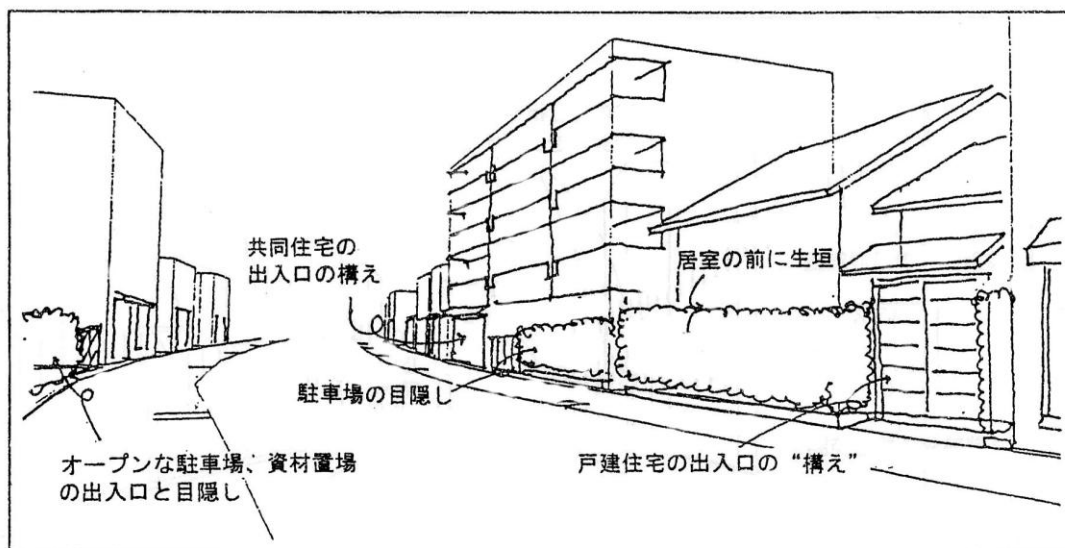 共同住宅の
出入口の構え
居室の前に生垣
駐車場の目隠し
オープンな駐車場、資材置場
の出入口と目隠し
戸建住宅の出入口の“構え”